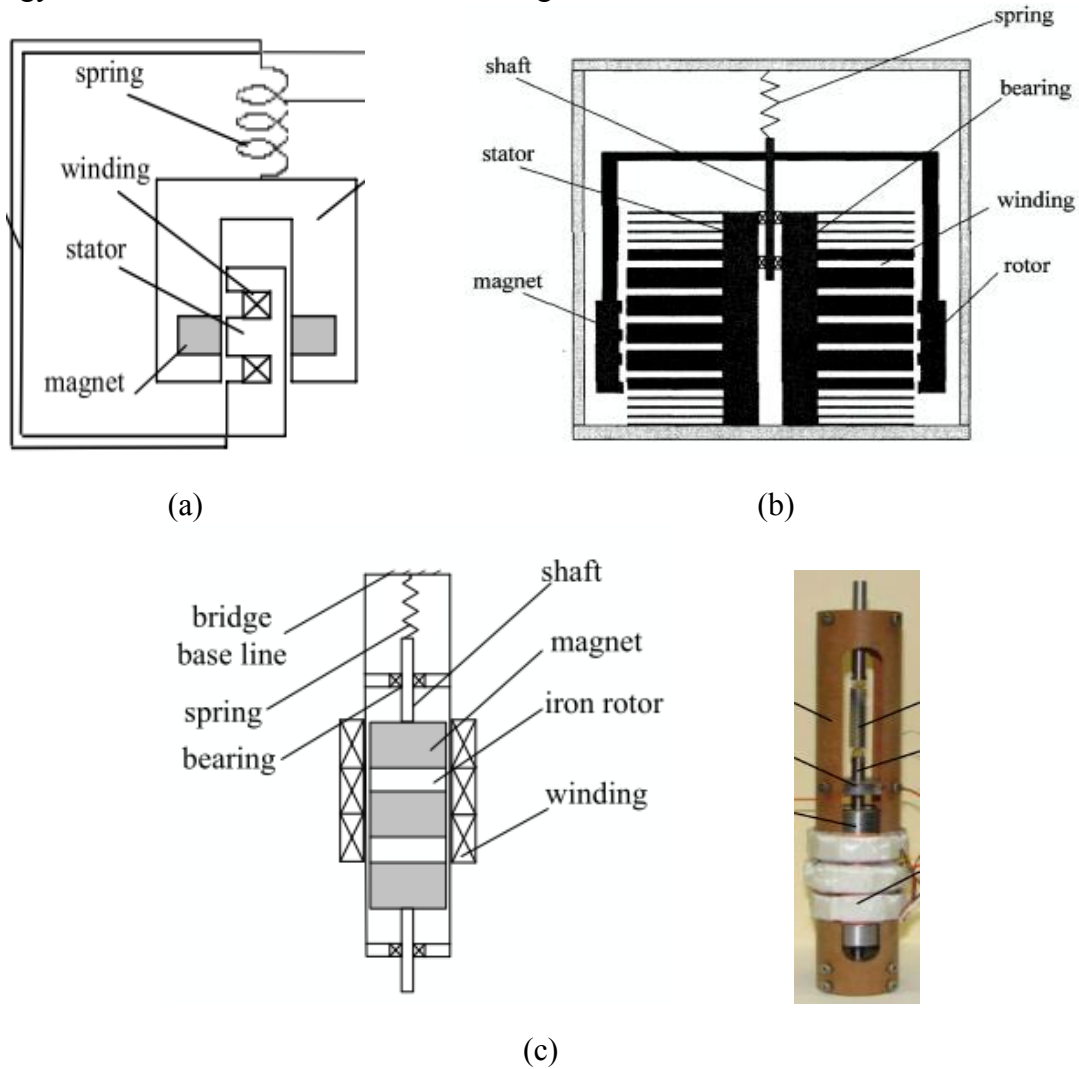 spring
winding
stator
magnet
(a)
spring
shaft
bearing
stator
winding
magnet
rotor
(b)
shaft
bridge
base line
magnet
spring
iron rotor
bearing
winding
(c)